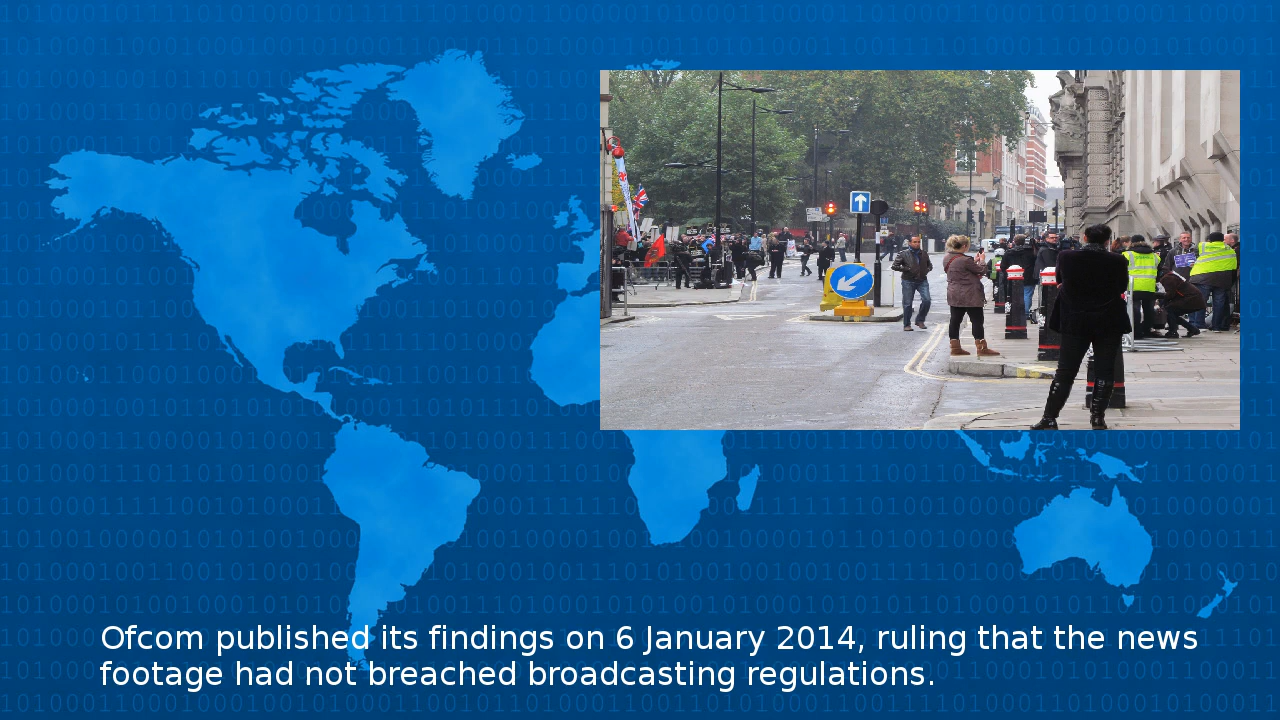 Ofcom published its findings on 6 January 2014, ruling that the news
footage had not breached broadcasting regulations.